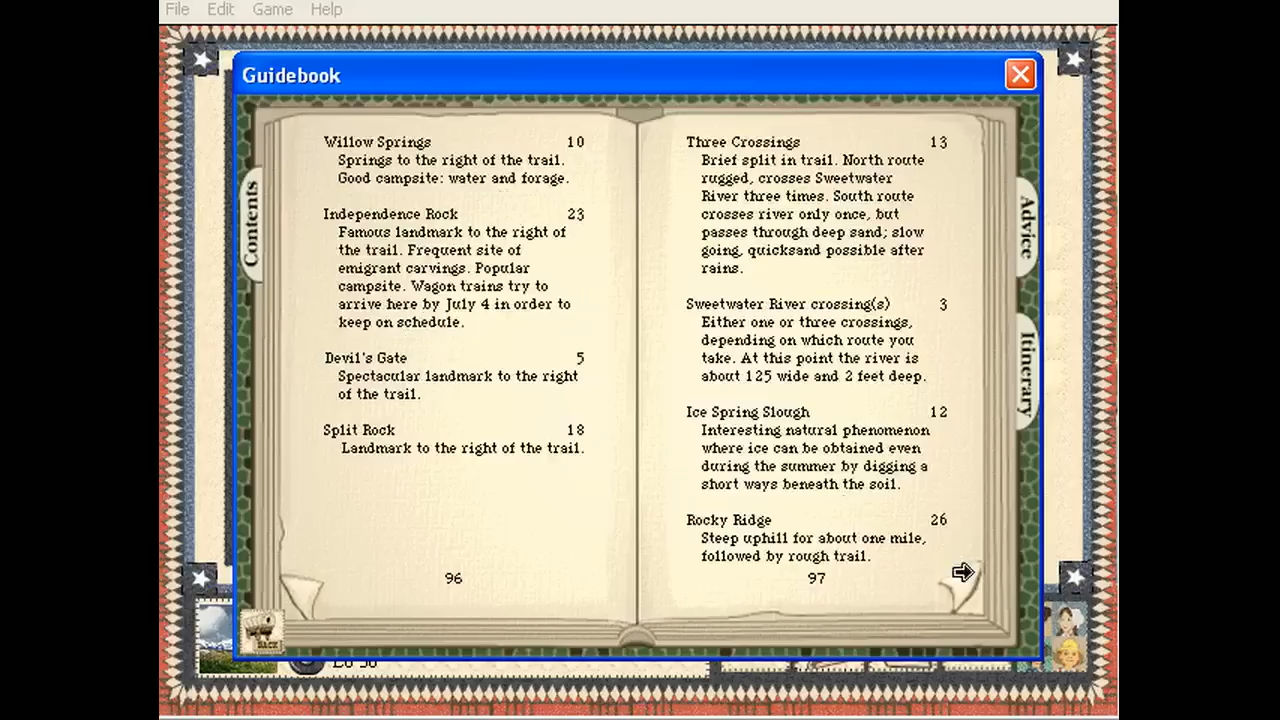 File Edit Game Help
Guidebook
Contents
Willow Springs 10
Springs to the right of the trail.
Good campsite: water and forage.
Independence Rock 23
Famous landmark to the right of
the trail. Frequent site of
emigrant carvings. Popular
campsite. Wagon trains try to
arrive here by July 4 in order to
keep on schedule.
Devil's Gate 5
Spectacular landmark to the right
of the trail.
Split Rock 18
Landmark to the right of the trail.
96
Three Crossings 13
Brief split in trail. North route
rugged, crosses Sweetwater
River three times. South route
crosses river only once, but
passes through deep sand; slow
going, quicksand possible after
rains.
Sweetwater River crossing(s) 3
Either one or three crossings,
depending on which route you
take. At this point the river is
about 125 wide and 2 feet deep.
Ice Spring Slough 12
Interesting natural phenomenon
where ice can be obtained even
during the summer by digging a
short ways beneath the soil.
Rocky Ridge 26
Steep uphill for about one mile,
followed by rough trail.
97
Advice
Itinerary
BACK